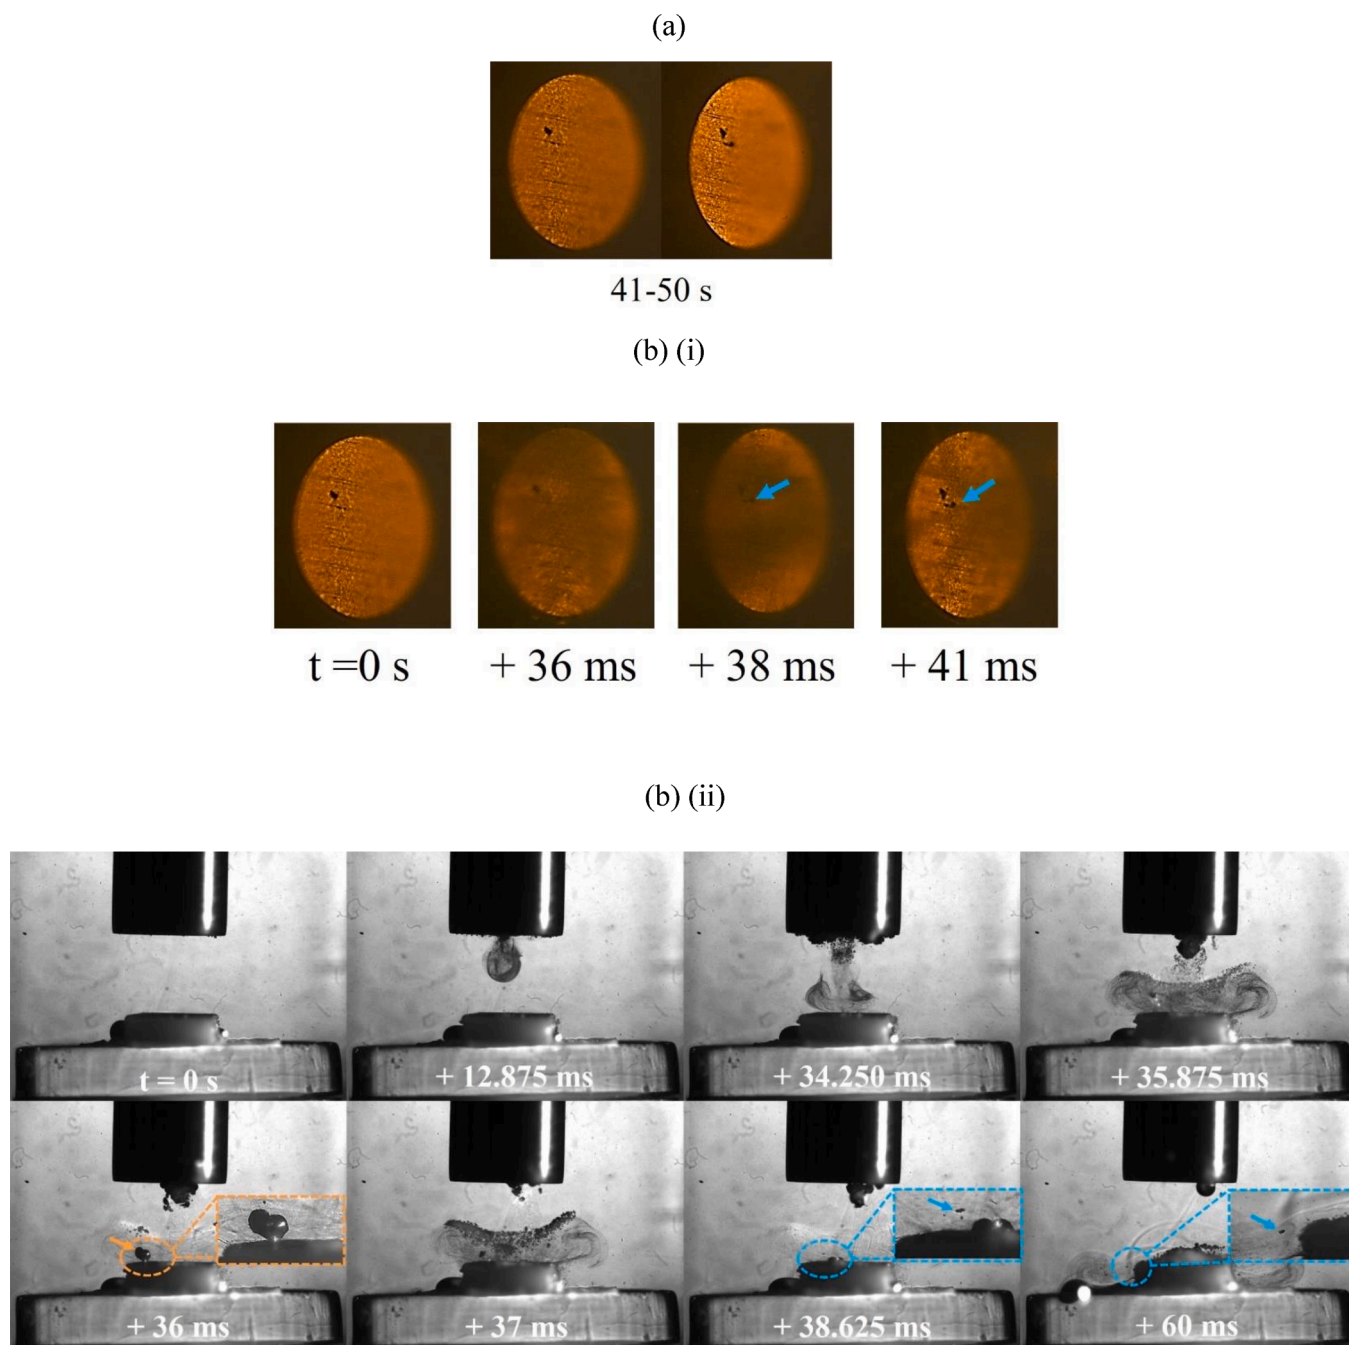 (a)
41-50 s
(b) (i)
t =0 s
+ 36 ms
+ 38 ms
+ 41 ms
(b) (ii)
t = 0 s
+ 12.875 ms
+ 34.250 ms
+ 35.875 ms
+ 36 ms
+ 37 ms
+ 38.625 ms
+ 60 ms